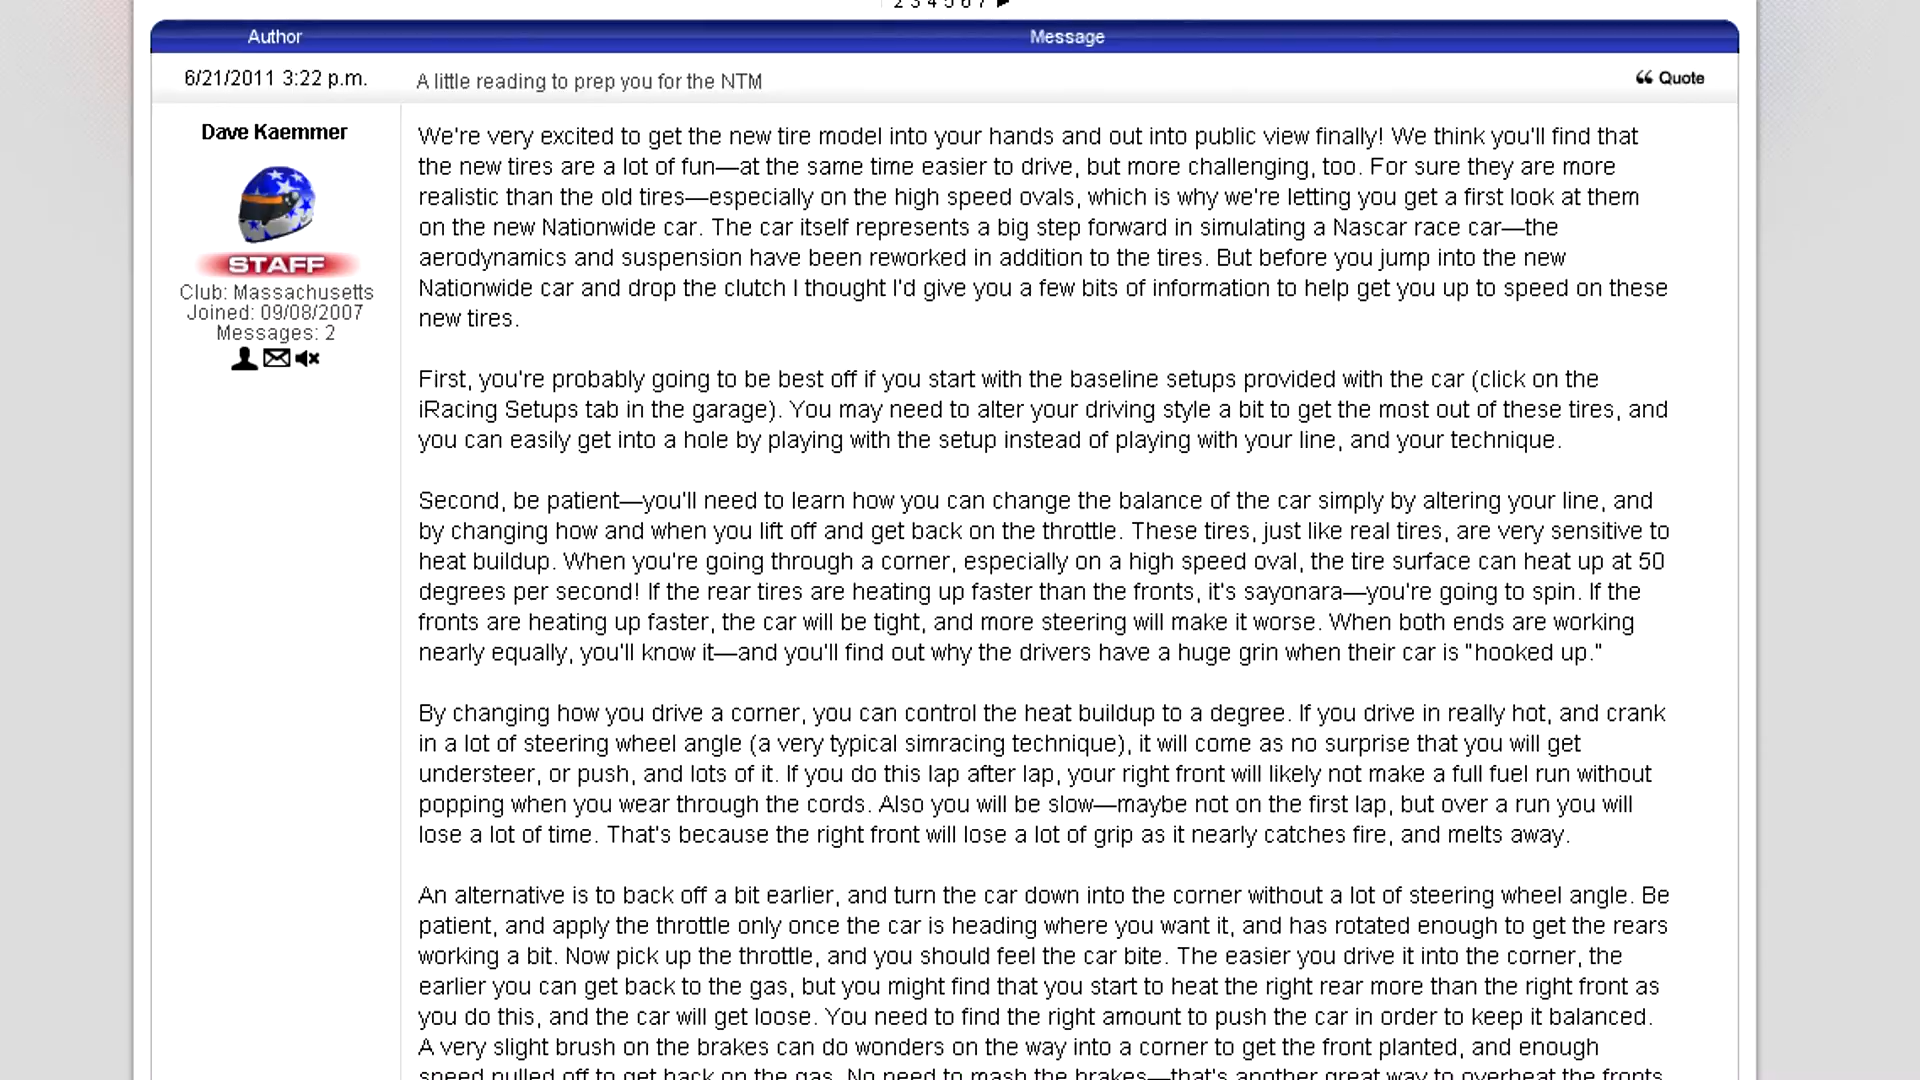 2 3 4 5 6 7
Author Message
6/21/2011 3:22 p.m. A little reading to prep you for the NTM Quote
Dave Kaemmer
STAFF
Club: Massachusetts
Joined: 09/08/2007
Messages: 2
We're very excited to get the new tire model into your hands and out into public view finally! We think you'll find that
the new tires are a lot of fun—at the same time easier to drive, but more challenging, too. For sure they are more
realistic than the old tires—especially on the high speed ovals, which is why we're letting you get a first look at them
on the new Nationwide car. The car itself represents a big step forward in simulating a Nascar race car—the
aerodynamics and suspension have been reworked in addition to the tires. But before you jump into the new
Nationwide car and drop the clutch I thought I'd give you a few bits of information to help get you up to speed on these
new tires.
First, you're probably going to be best off if you start with the baseline setups provided with the car (click on the
iRacing Setups tab in the garage). You may need to alter your driving style a bit to get the most out of these tires, and
you can easily get into a hole by playing with the setup instead of playing with your line, and your technique.
Second, be patient—you'll need to learn how you can change the balance of the car simply by altering your line, and
by changing how and when you lift off and get back on the throttle. These tires, just like real tires, are very sensitive to
heat buildup. When you're going through a corner, especially on a high speed oval, the tire surface can heat up at 50
degrees per second! If the rear tires are heating up faster than the fronts, it's sayonara—you're going to spin. If the
fronts are heating up faster, the car will be tight, and more steering will make it worse. When both ends are working
nearly equally, you'll know it—and you'll find out why the drivers have a huge grin when their car is "hooked up."
By changing how you drive a corner, you can control the heat buildup to a degree. If you drive in really hot, and crank
in a lot of steering wheel angle (a very typical simracing technique), it will come as no surprise that you will get
understeer, or push, and lots of it. If you do this lap after lap, your right front will likely not make a full fuel run without
popping when you wear through the cords. Also you will be slow—maybe not on the first lap, but over a run you will
lose a lot of time. That's because the right front will lose a lot of grip as it nearly catches fire, and melts away.
An alternative is to back off a bit earlier, and turn the car down into the corner without a lot of steering wheel angle. Be
patient, and apply the throttle only once the car is heading where you want it, and has rotated enough to get the rears
working a bit. Now pick up the throttle, and you should feel the car bite. The easier you drive it into the corner, the
earlier you can get back to the gas, but you might find that you start to heat the right rear more than the right front as
you do this, and the car will get loose. You need to find the right amount to push the car in order to keep it balanced.
A very slight brush on the brakes can do wonders on the way into a corner to get the front planted, and enough
speed pulled off to get back on the gas. No need to mash the brakes—that's another great way to overheat the fronts